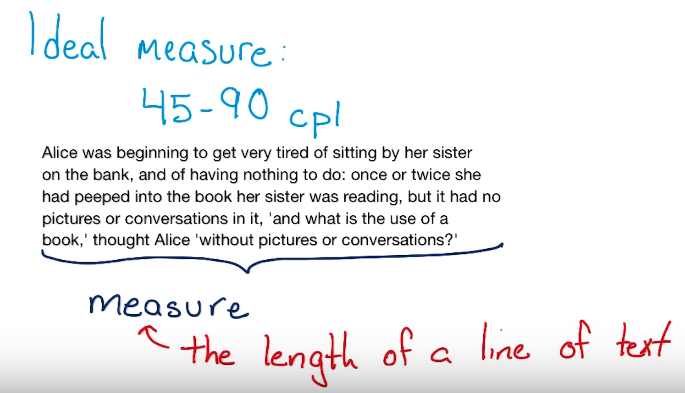 Ideal measure:
45-90 cpl
Alice was beginning to get very tired of sitting by her sister
on the bank, and of having nothing to do: once or twice she
had peeped into the book her sister was reading, but it had no
pictures or conversations in it, 'and what is the use of a
book,' thought Alice 'without pictures or conversations?'
measure
the length of a line of text